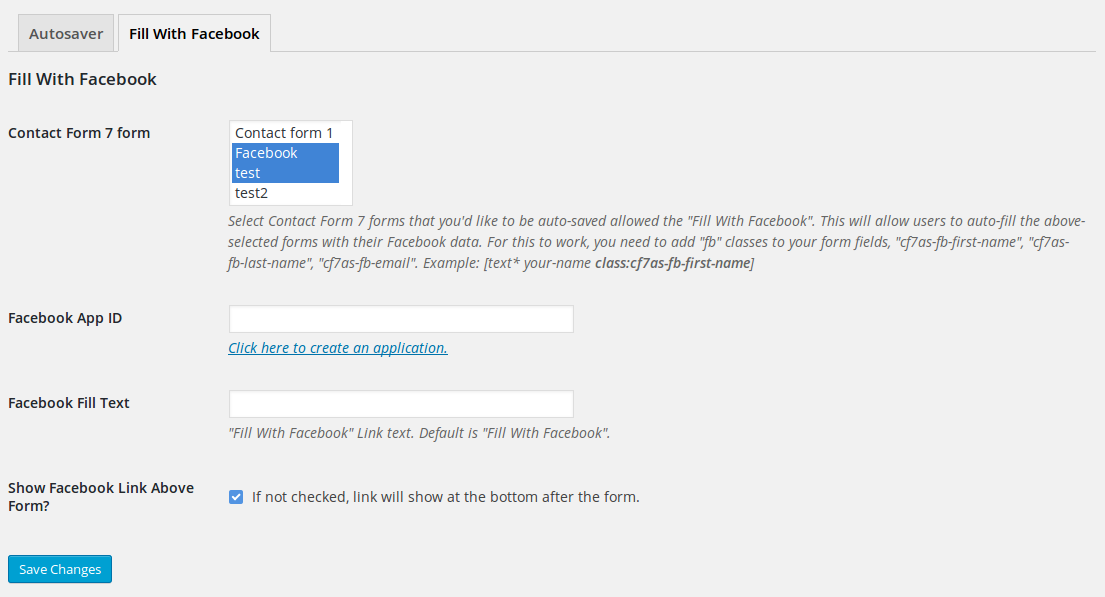 Autosaver
Fill With Facebook
Fill With Facebook
Contact Form 7 form
Contact form 1
Facebook
test
test2
Select Contact Form 7 forms that you'd like to be auto-saved allowed the "Fill With Facebook". This will allow users to auto-fill the above-
selected forms with their Facebook data. For this to work, you need to add "fb" classes to your form fields, "cf7as-fb-first-name", "cf7as-
fb-last-name", "cf7as-fb-email". Example: [text* your-name class:cf7as-fb-first-name]
Facebook App ID
Click here to create an application.
Facebook Fill Text
"Fill With Facebook" Link text. Default is "Fill With Facebook".
Show Facebook Link Above
Form?
If not checked, link will show at the bottom after the form.
Save Changes